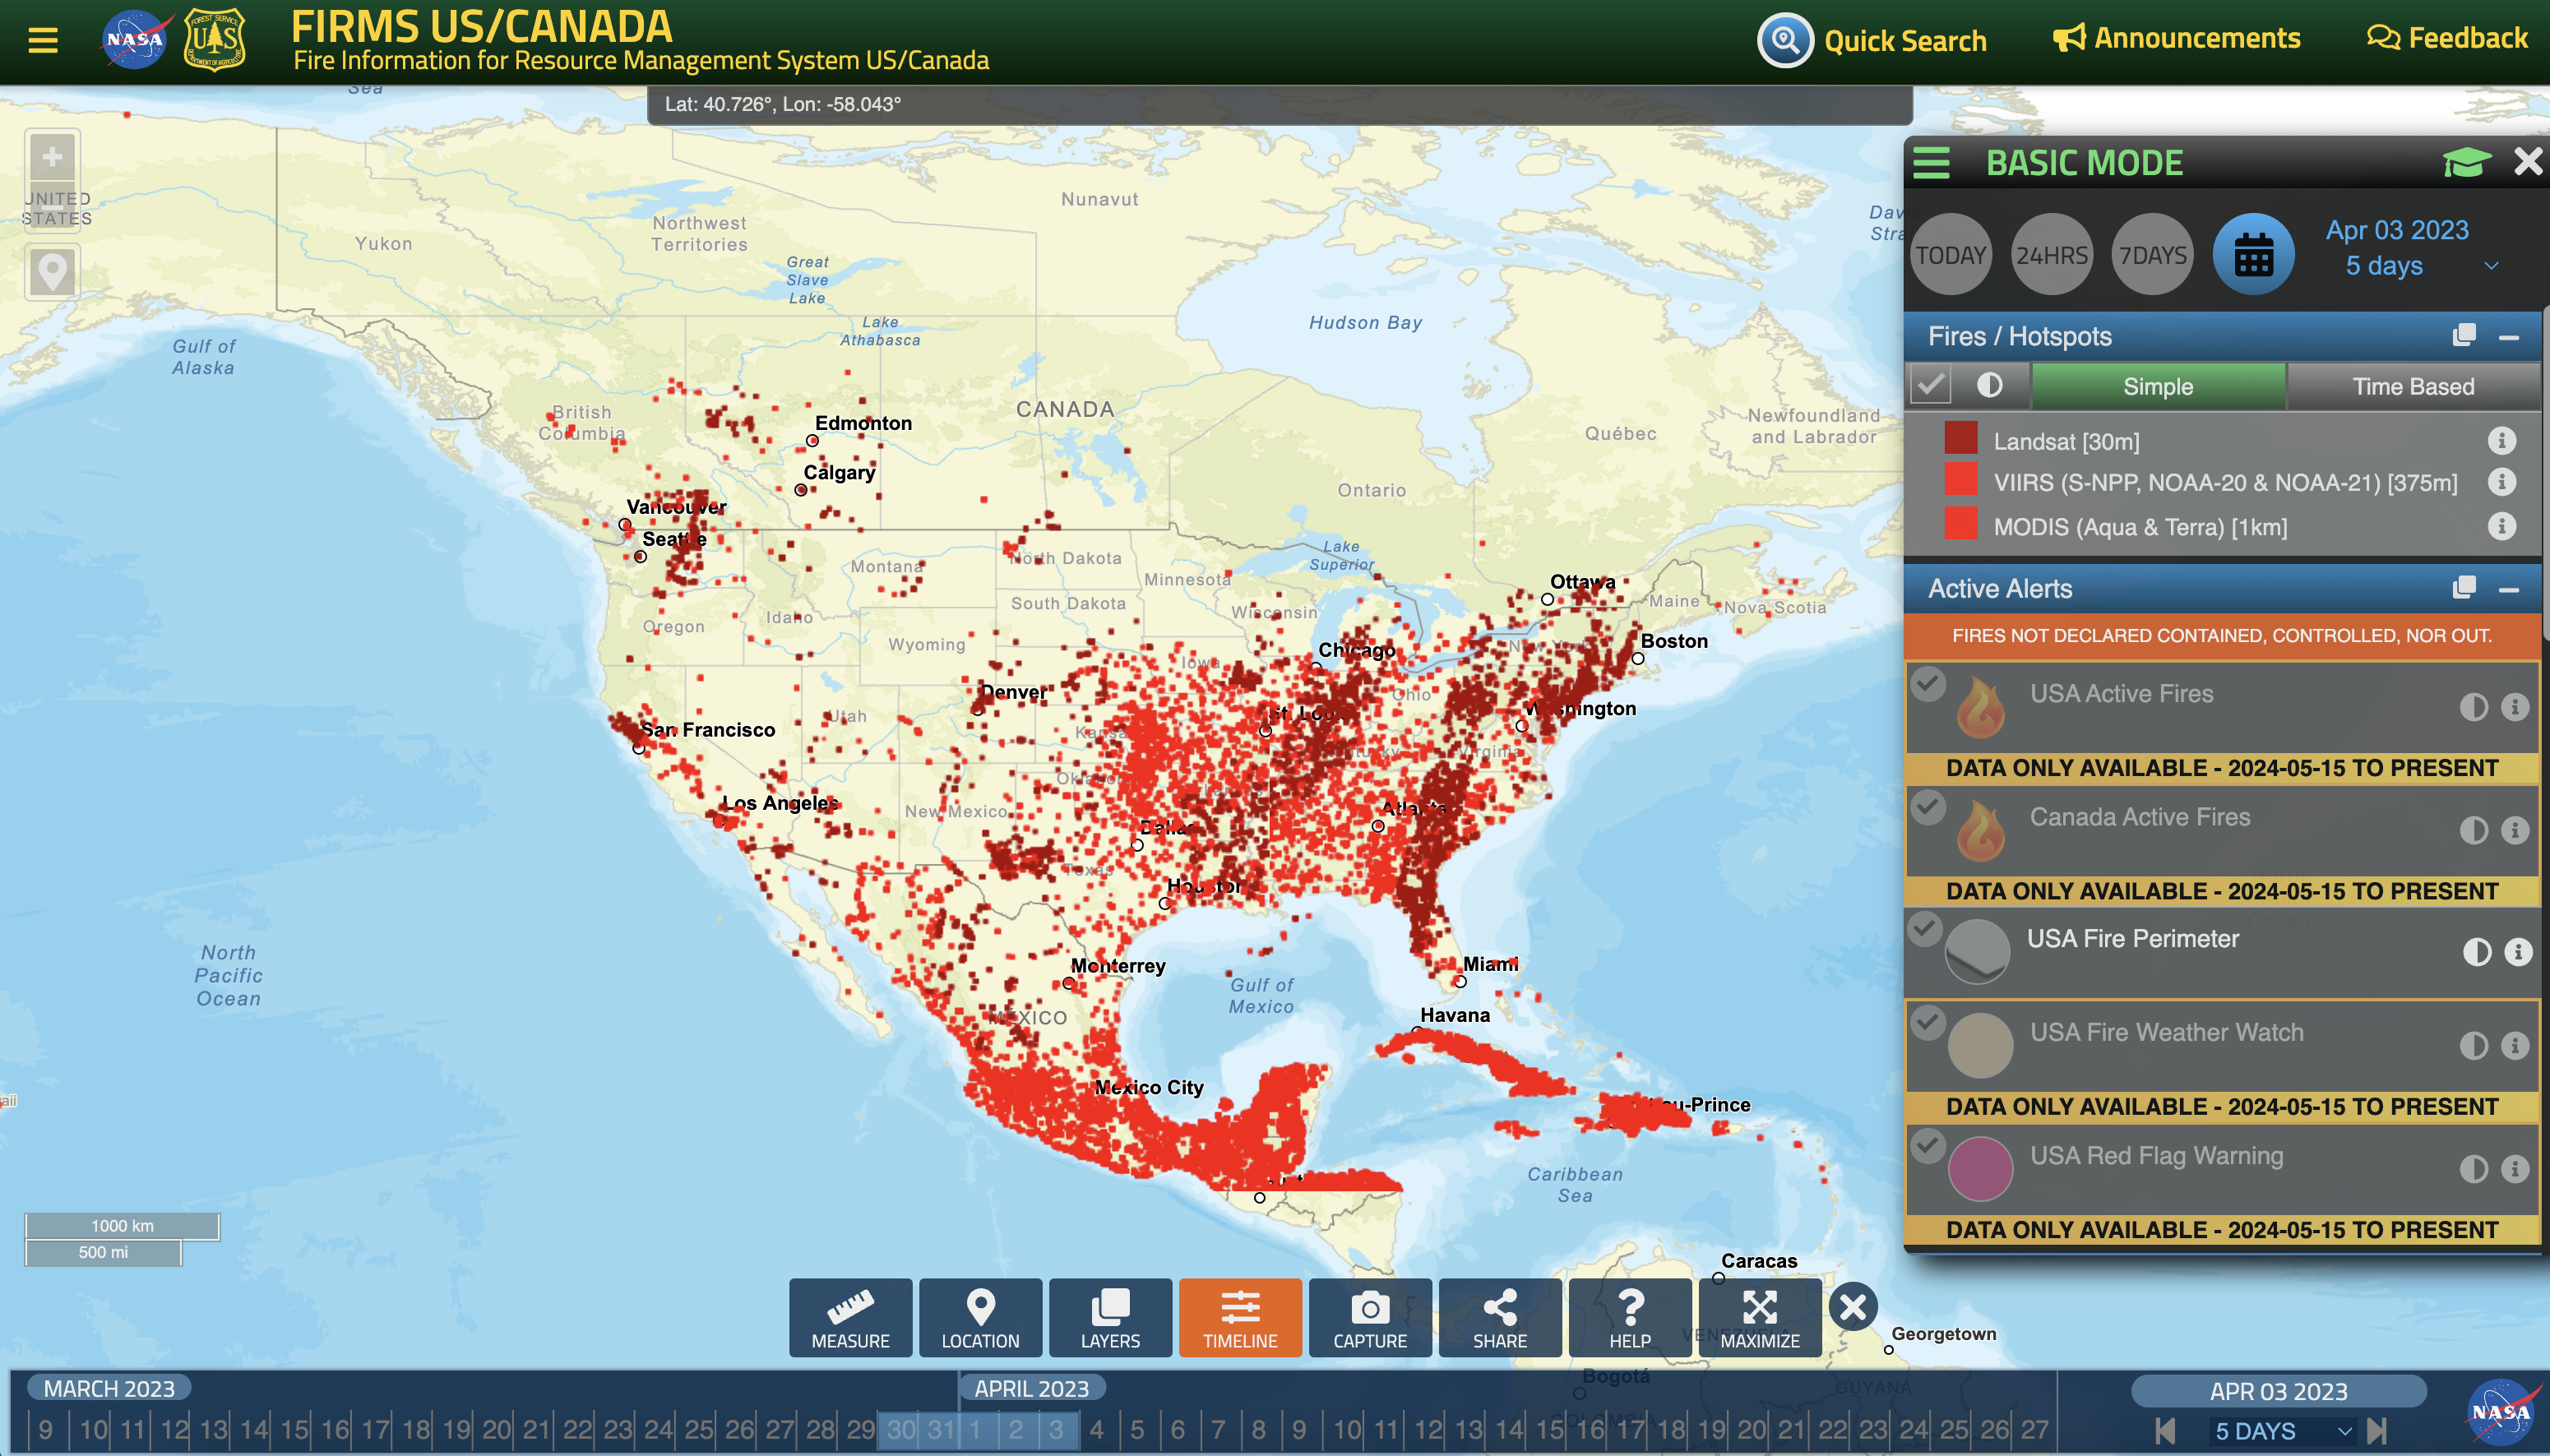 NASA
FOREST SERVICE
U S
DEPARTMENT OF AGRICULTURE
FIRMS US/CANADA
Fire Information for Resource Management System US/Canada
Quick Search
Announcements
Feedback
Sea
Lat: 40.726°, Lon: -58.043°
+
UNITED
STATES
Yukon
Northwest
Territories
Nunavut
Great
Slave
Lake
Lake
Athabasca
Hudson Bay
Gulf of
Alaska
British
Columbia
CANADA
Edmonton
Calgary
Vancouver
Seattle
Ontario
Québec
Newfoundland
and Labrador
Montana
North Dakota
Minnesota
Lake
Superior
Ottawa
Maine
Nova Scotia
South Dakota
Wisconsin
Oregon
Idaho
Wyoming
Iowa
Chicago
New York
Boston
Denver
Ohio
Utah
St. Lou
Washington
San Francisco
Kansa
Virginia
Los Angeles
New Mexico
Atlanta
Dallas
Texas
Houston
Monterrey
Miami
Gulf of
Mexico
North
Pacific
Ocean
MEXICO
Havana
Mexico City
au-Prince
aii
Caribbean
Sea
Caracas
Georgetown
VENEZUELA
Bogotá
GUYANA
1000 km
500 mi
BASIC MODE
TODAY
24HRS
7DAYS
Apr 03 2023
5 days
Fires / Hotspots
Simple
Time Based
Landsat [30m]
VIIRS (S-NPP, NOAA-20 & NOAA-21) [375m]
MODIS (Aqua & Terra) [1km]
Active Alerts
FIRES NOT DECLARED CONTAINED, CONTROLLED, NOR OUT.
USA Active Fires
DATA ONLY AVAILABLE - 2024-05-15 TO PRESENT
Canada Active Fires
DATA ONLY AVAILABLE - 2024-05-15 TO PRESENT
USA Fire Perimeter
USA Fire Weather Watch
DATA ONLY AVAILABLE - 2024-05-15 TO PRESENT
USA Red Flag Warning
DATA ONLY AVAILABLE - 2024-05-15 TO PRESENT
MEASURE
LOCATION
LAYERS
TIMELINE
CAPTURE
SHARE
HELP
MAXIMIZE
MARCH 2023
APRIL 2023
9 10 11 12 13 14 15 16 17 18 19 20 21 22 23 24 25 26 27 28 29 30 31 1 2 3 4 5 6 7 8 9 10 11 12 13 14 15 16 17 18 19 20 21 22 23 24 25 26 27
APR 03 2023
5 DAYS
NASA